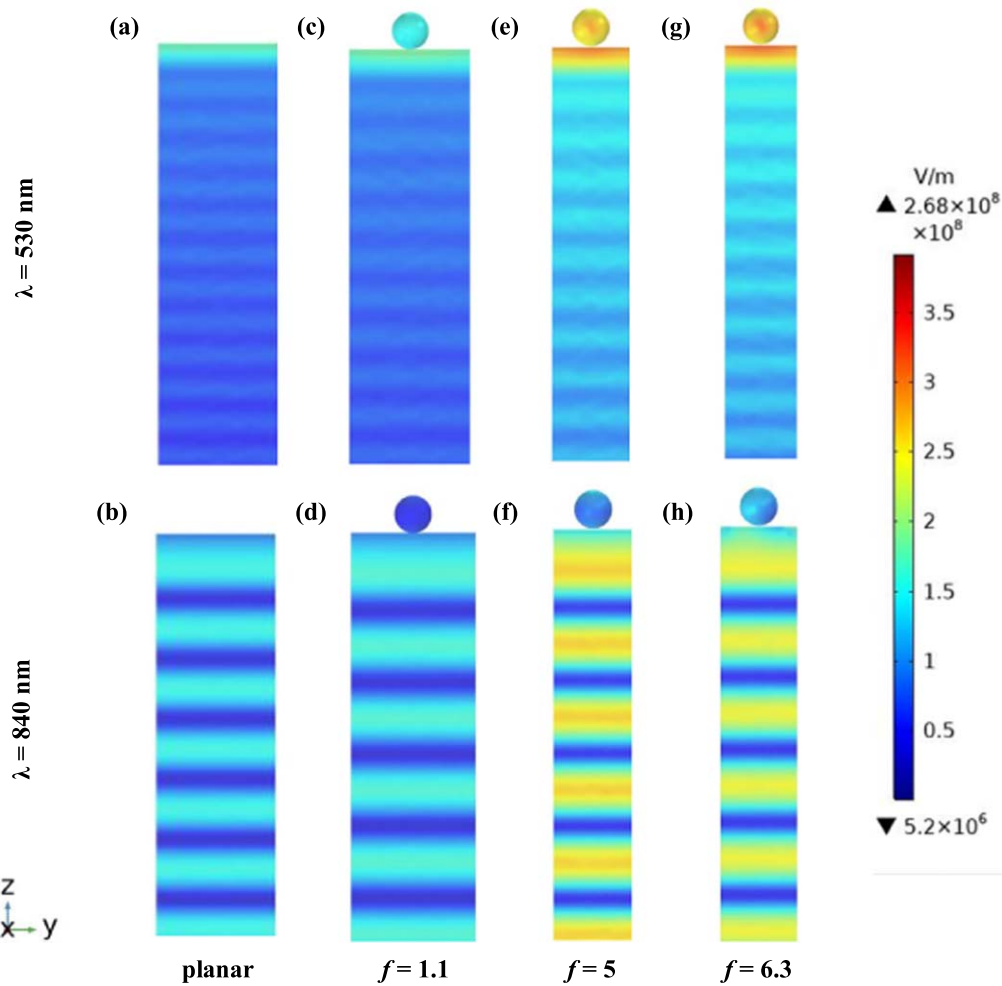 (a)
(c)
(e)
(g)
λ = 530 nm
V/m
2.68×10⁸
×10⁸
3.5
3
2.5
2
1.5
1
0.5
5.2×10⁶
(b)
(d)
(f)
(h)
λ = 840 nm
z
x y
planar
f = 1.1
f = 5
f = 6.3